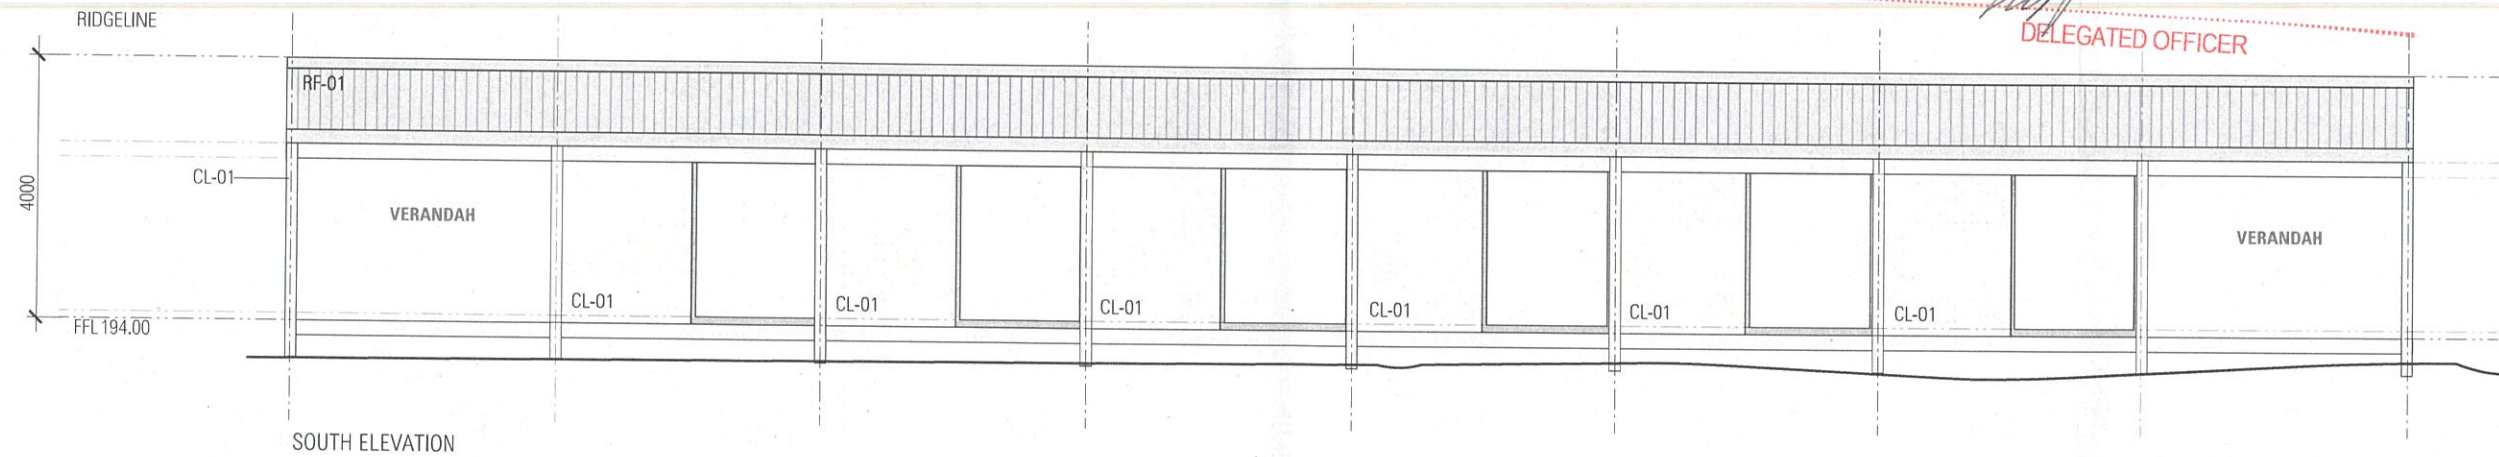 RIDGELINE
DELEGATED OFFICER
RF-01
CL-01
4000
VERANDAH
VERANDAH
CL-01
CL-01
CL-01
CL-01
CL-01
CL-01
FFL 194.00
SOUTH ELEVATION